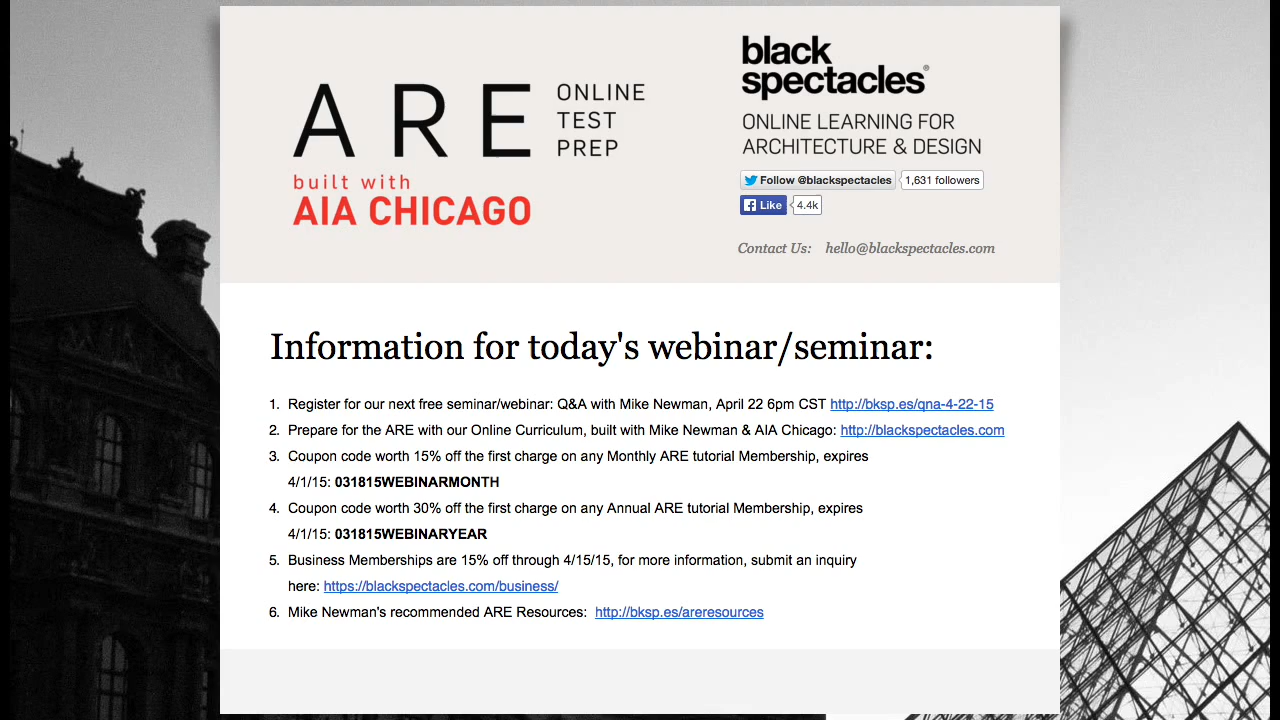 A R E
ONLINE
TEST
PREP
built with
AIA CHICAGO
black
spectacles®
ONLINE LEARNING FOR
ARCHITECTURE & DESIGN
Follow @blackspectacles 1,631 followers
Like 4.4k
Contact Us: hello@blackspectacles.com
Information for today's webinar/seminar:
1. Register for our next free seminar/webinar: Q&A with Mike Newman, April 22 6pm CST http://bksp.es/qna-4-22-15
2. Prepare for the ARE with our Online Curriculum, built with Mike Newman & AIA Chicago: http://blackspectacles.com
3. Coupon code worth 15% off the first charge on any Monthly ARE tutorial Membership, expires
4/1/15: 031815WEBINARMONTH
4. Coupon code worth 30% off the first charge on any Annual ARE tutorial Membership, expires
4/1/15: 031815WEBINARYEAR
5. Business Memberships are 15% off through 4/15/15, for more information, submit an inquiry
here: https://blackspectacles.com/business/
6. Mike Newman's recommended ARE Resources: http://bksp.es/areresources